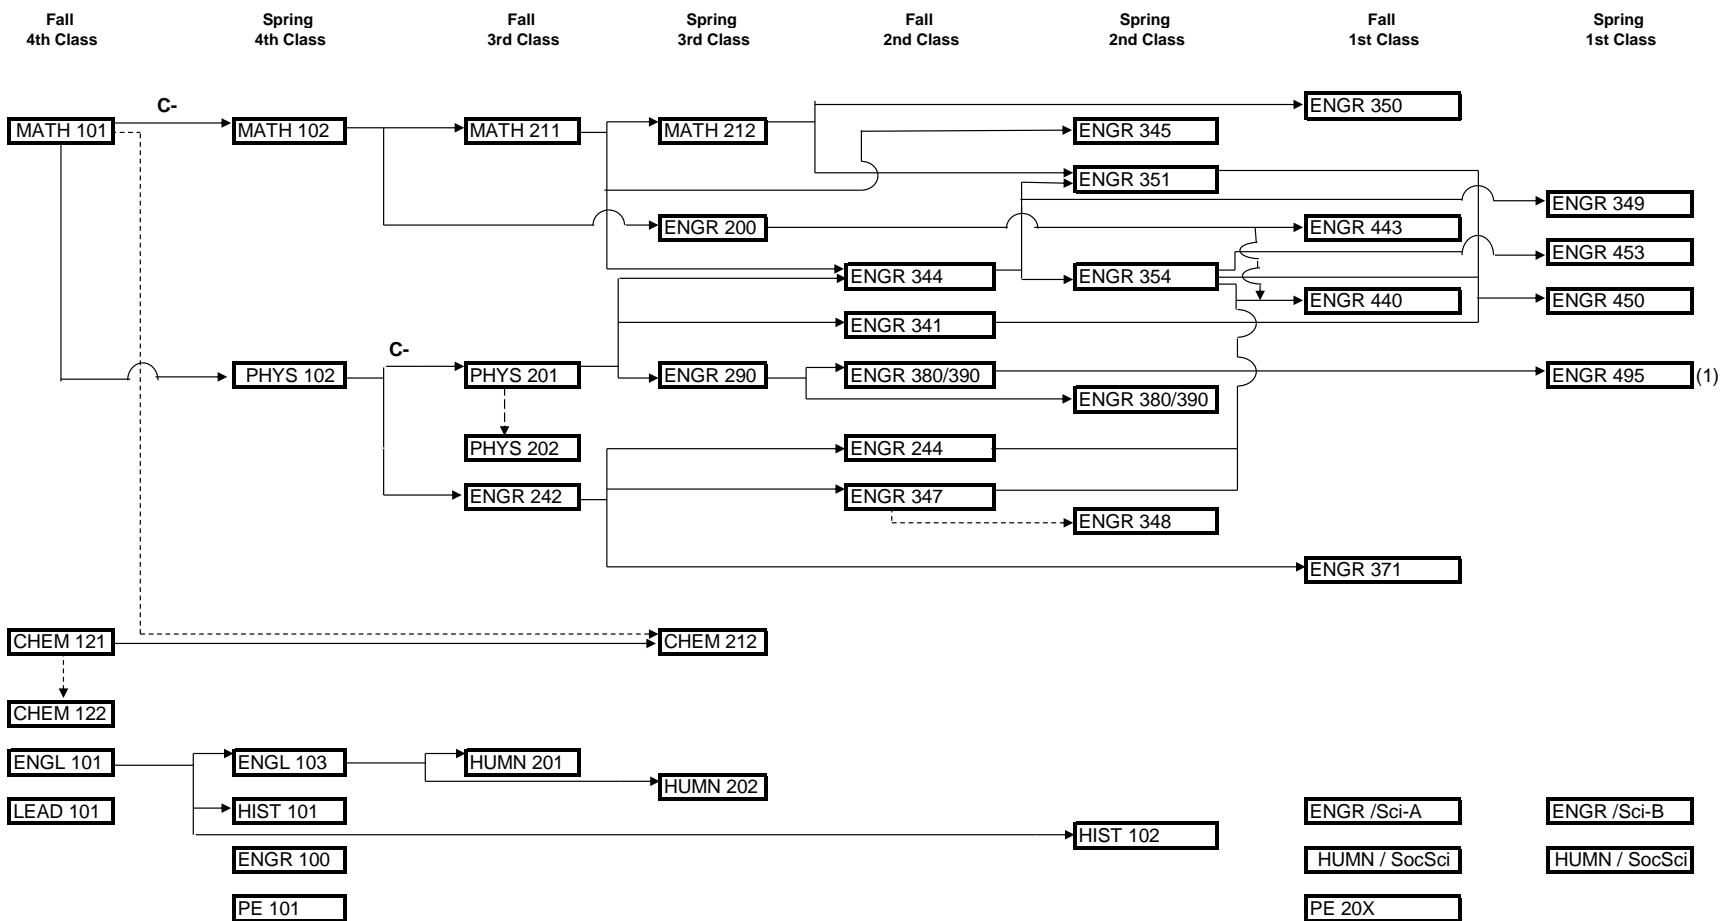 Fall
4th Class
Spring
4th Class
Fall
3rd Class
Spring
3rd Class
Fall
2nd Class
Spring
2nd Class
Fall
1st Class
Spring
1st Class
C-
MATH 101
MATH 102
MATH 211
MATH 212
ENGR 350
ENGR 345
ENGR 351
ENGR 349
ENGR 200
ENGR 443
ENGR 453
ENGR 344
ENGR 354
ENGR 440
ENGR 450
ENGR 341
C-
PHYS 102
PHYS 201
ENGR 290
ENGR 380/390
ENGR 495 (1)
ENGR 380/390
PHYS 202
ENGR 244
ENGR 242
ENGR 347
ENGR 348
ENGR 371
CHEM 121
CHEM 212
CHEM 122
ENGL 101
ENGL 103
HUMN 201
HUMN 202
LEAD 101
HIST 101
ENGR /Sci-A
ENGR /Sci-B
HIST 102
ENGR 100
HUMN / SocSci
HUMN / SocSci
PE 101
PE 20X